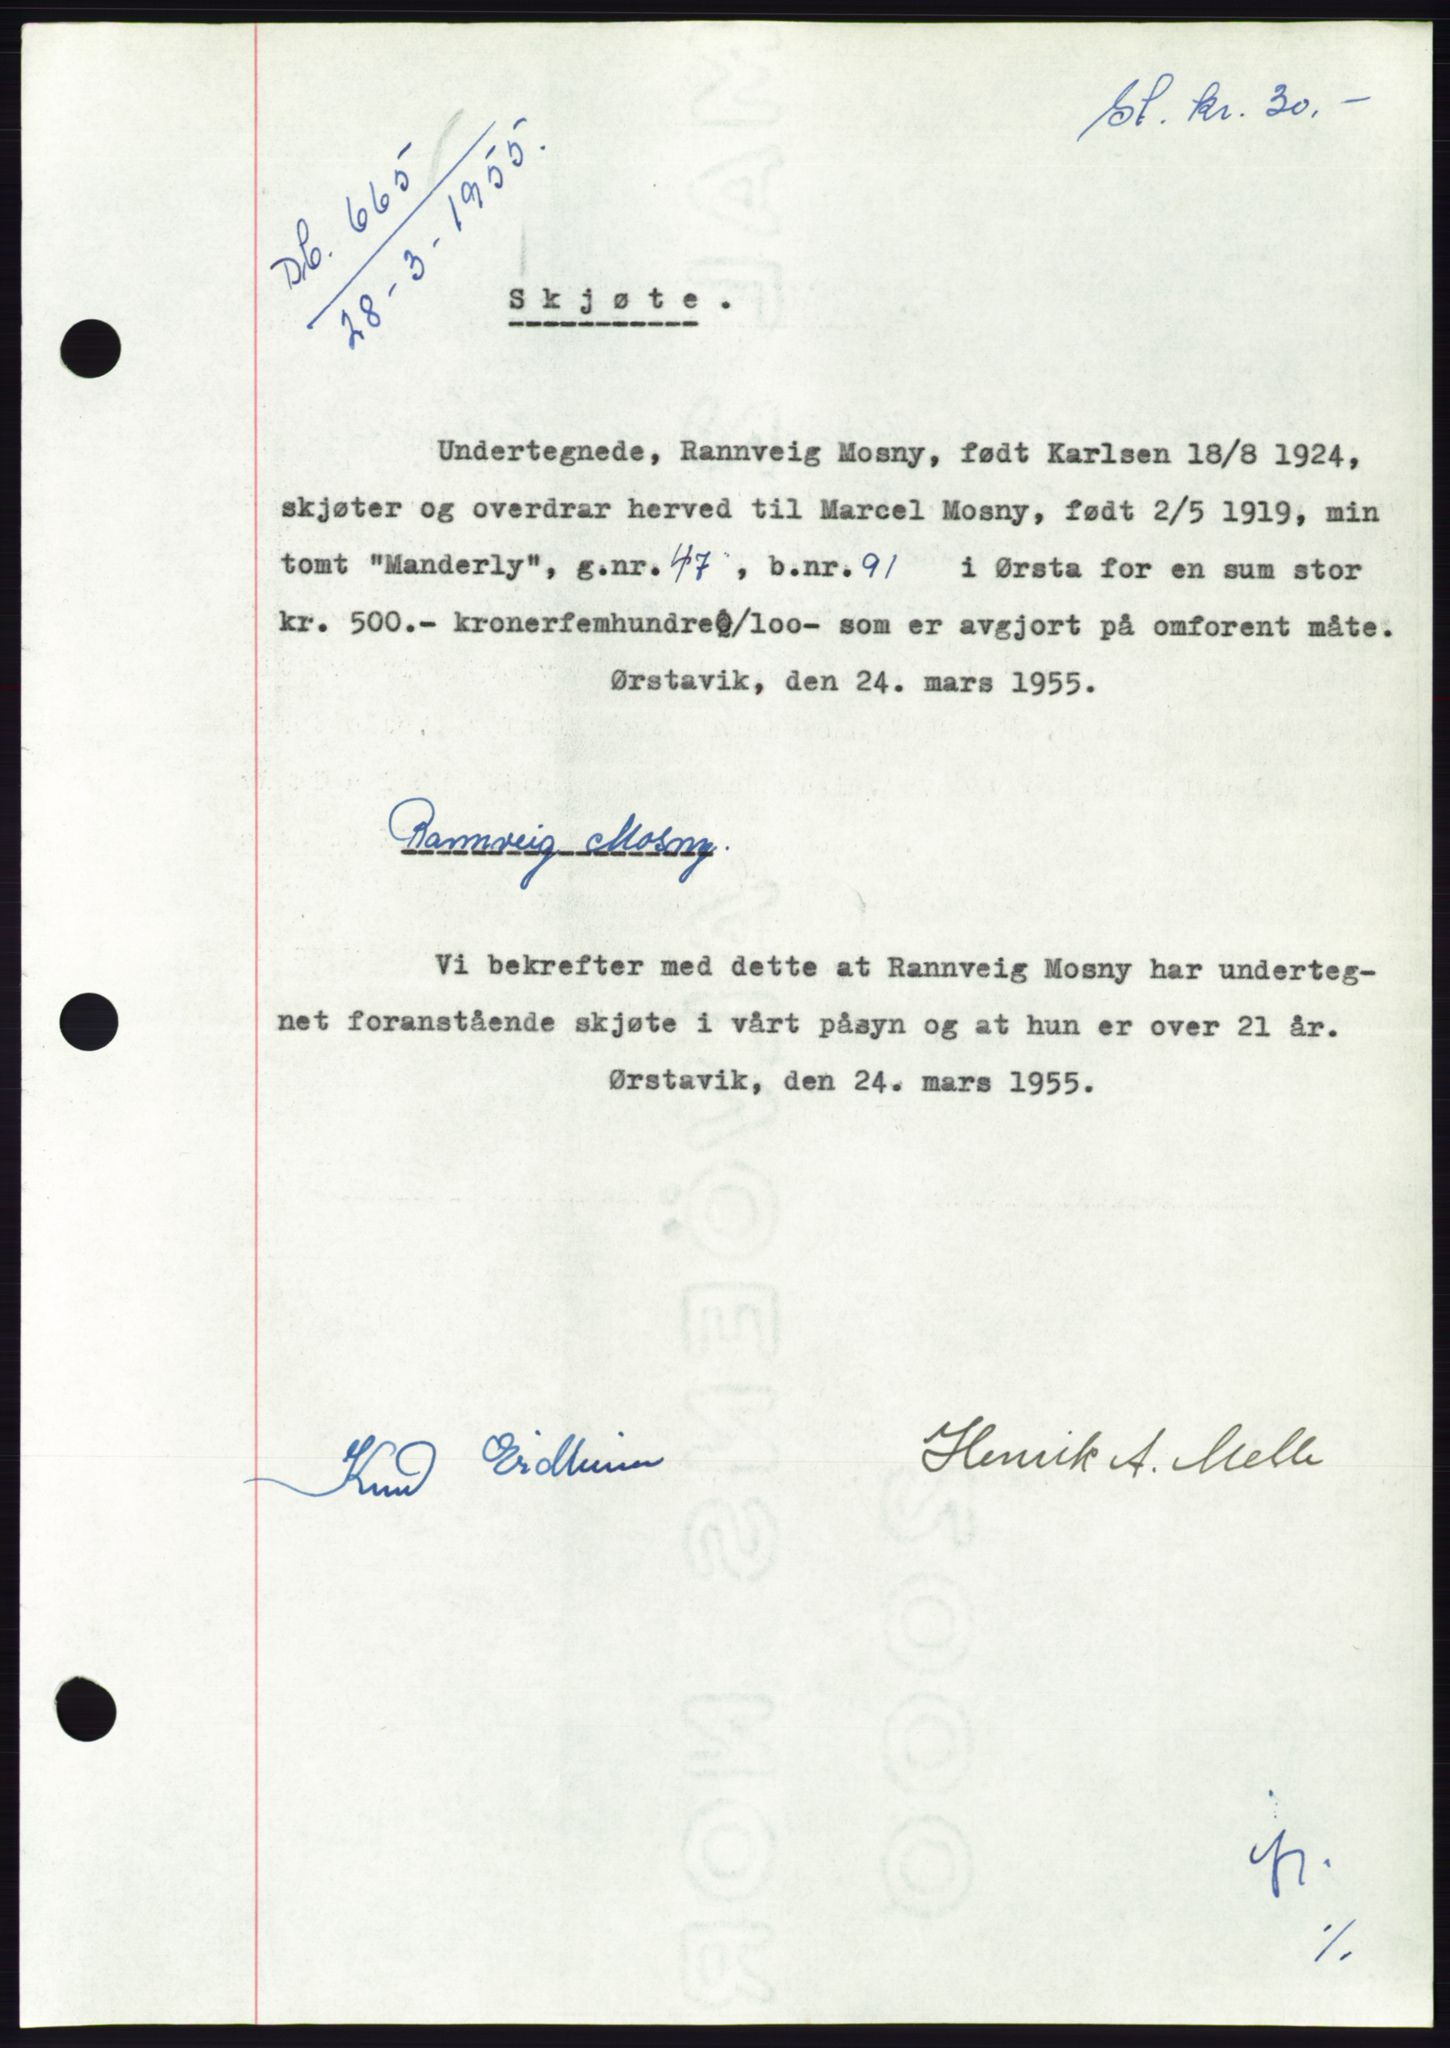 St. kr. 30.-
Db. 665
28-3-1955.
Skjøte.
Undertegnede, Rannveig Mosny, født Karlsen 18/8 1924,
skjøter og overdrar herved til Marcel Mosny, født 2/5 1919, min
tomt "Manderly", g.nr. 47, b.nr. 91 i Ørsta for en sum stor
kr. 500.- kronerfemhundre0/loo- som er avgjort på omforent måte.
Ørstavik, den 24. mars 1955.
Rannveig Mosny.
Vi bekrefter med dette at Rannveig Mosny har underteg-
net foranstående skjøte i vårt påsyn og at hun er over 21 år.
Ørstavik, den 24. mars 1955.
Knud
Henrik A. Melle